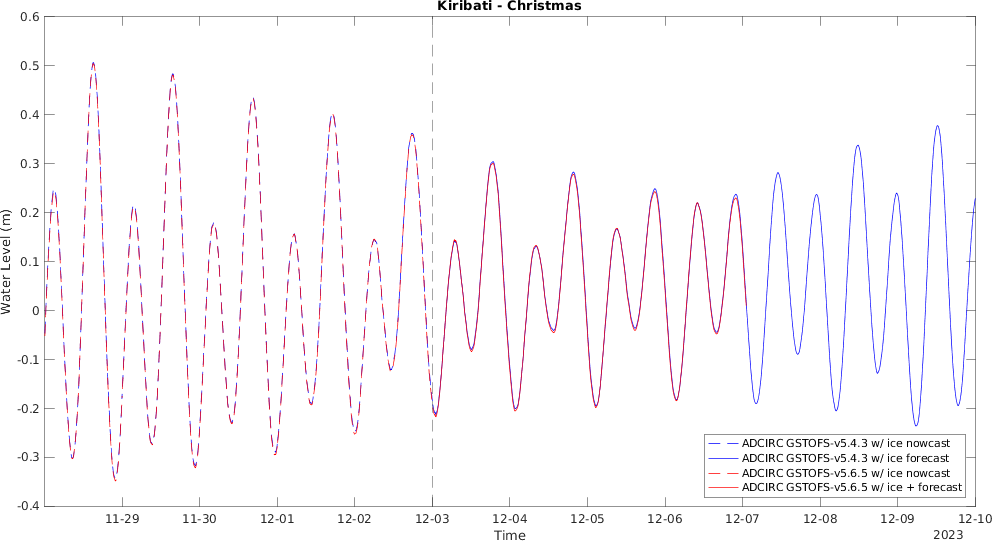 Kiribati - Christmas
0.6
0.5
0.4
0.3
0.2
0.1
0
-0.1
-0.2
-0.3
-0.4
Water Level (m)
11-29 11-30 12-01 12-02 12-03 12-04 12-05 12-06 12-07 12-08 12-09 12-10
Time
2023
ADCIRC GSTOFS-v5.4.3 w/ ice nowcast
ADCIRC GSTOFS-v5.4.3 w/ ice forecast
ADCIRC GSTOFS-v5.6.5 w/ ice nowcast
ADCIRC GSTOFS-v5.6.5 w/ ice + forecast